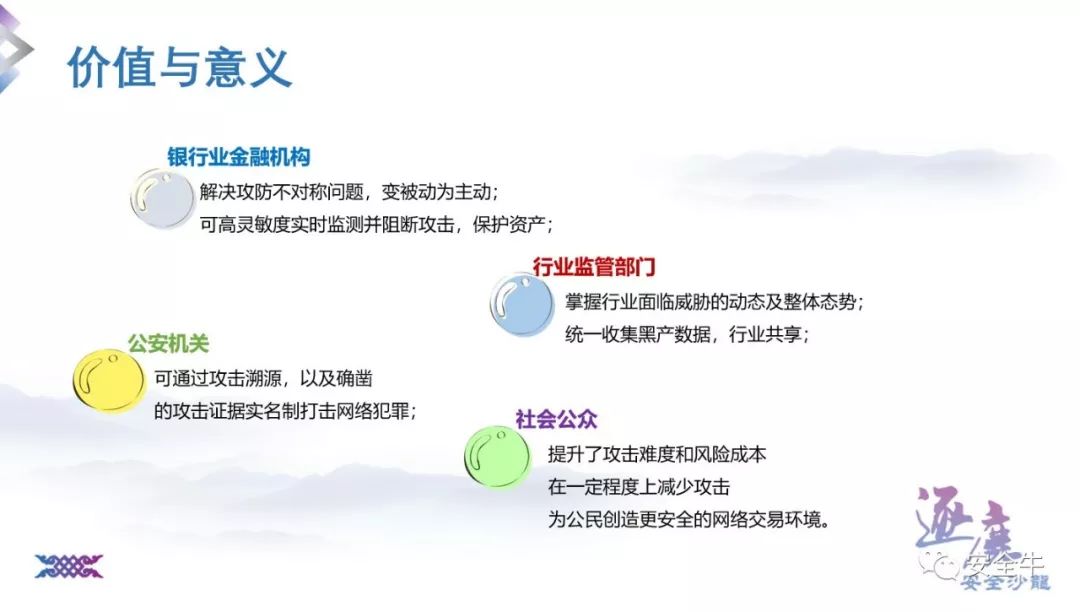 价值与意义
银行业金融机构
解决攻防不对称问题，变被动为主动；
可高灵敏度实时监测并阻断攻击，保护资产；
行业监管部门
掌握行业面临威胁的动态及整体态势；
统一收集黑产数据，行业共享；
公安机关
可通过攻击溯源，以及确凿
的攻击证据实名制打击网络犯罪；
社会公众
提升了攻击难度和风险成本
在一定程度上减少攻击
为公民创造更安全的网络交易环境。
逐
安全牛
安全沙龍